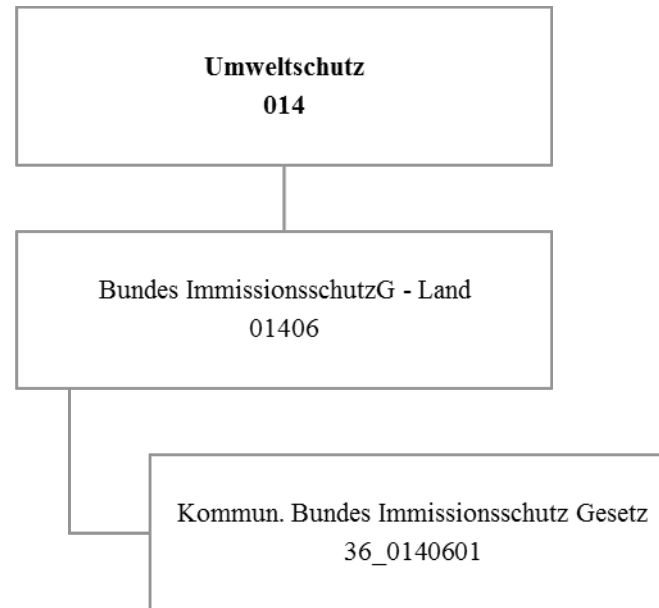 Umweltschutz
014
Bundes ImmissionsschutzG - Land
01406
Kommun. Bundes Immissionsschutz Gesetz
36_0140601